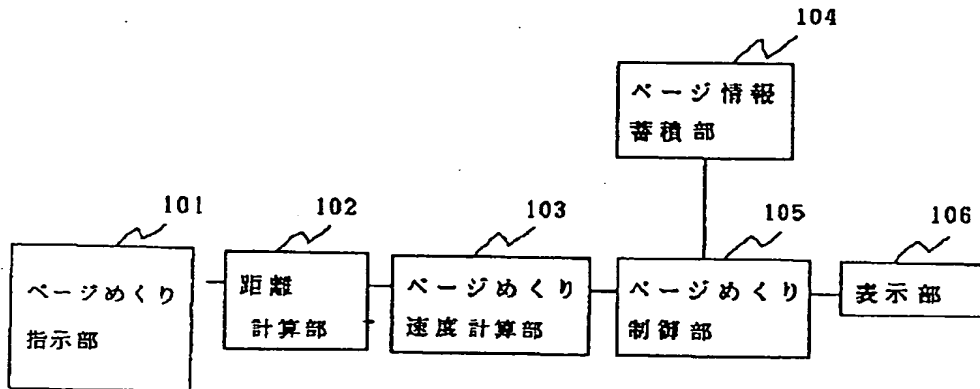 104
ページ情報
蓄積部
101
102
103
105
106
ページめくり
指示部
距離
計算部
ページめくり
速度計算部
ページめくり
制御部
表示部